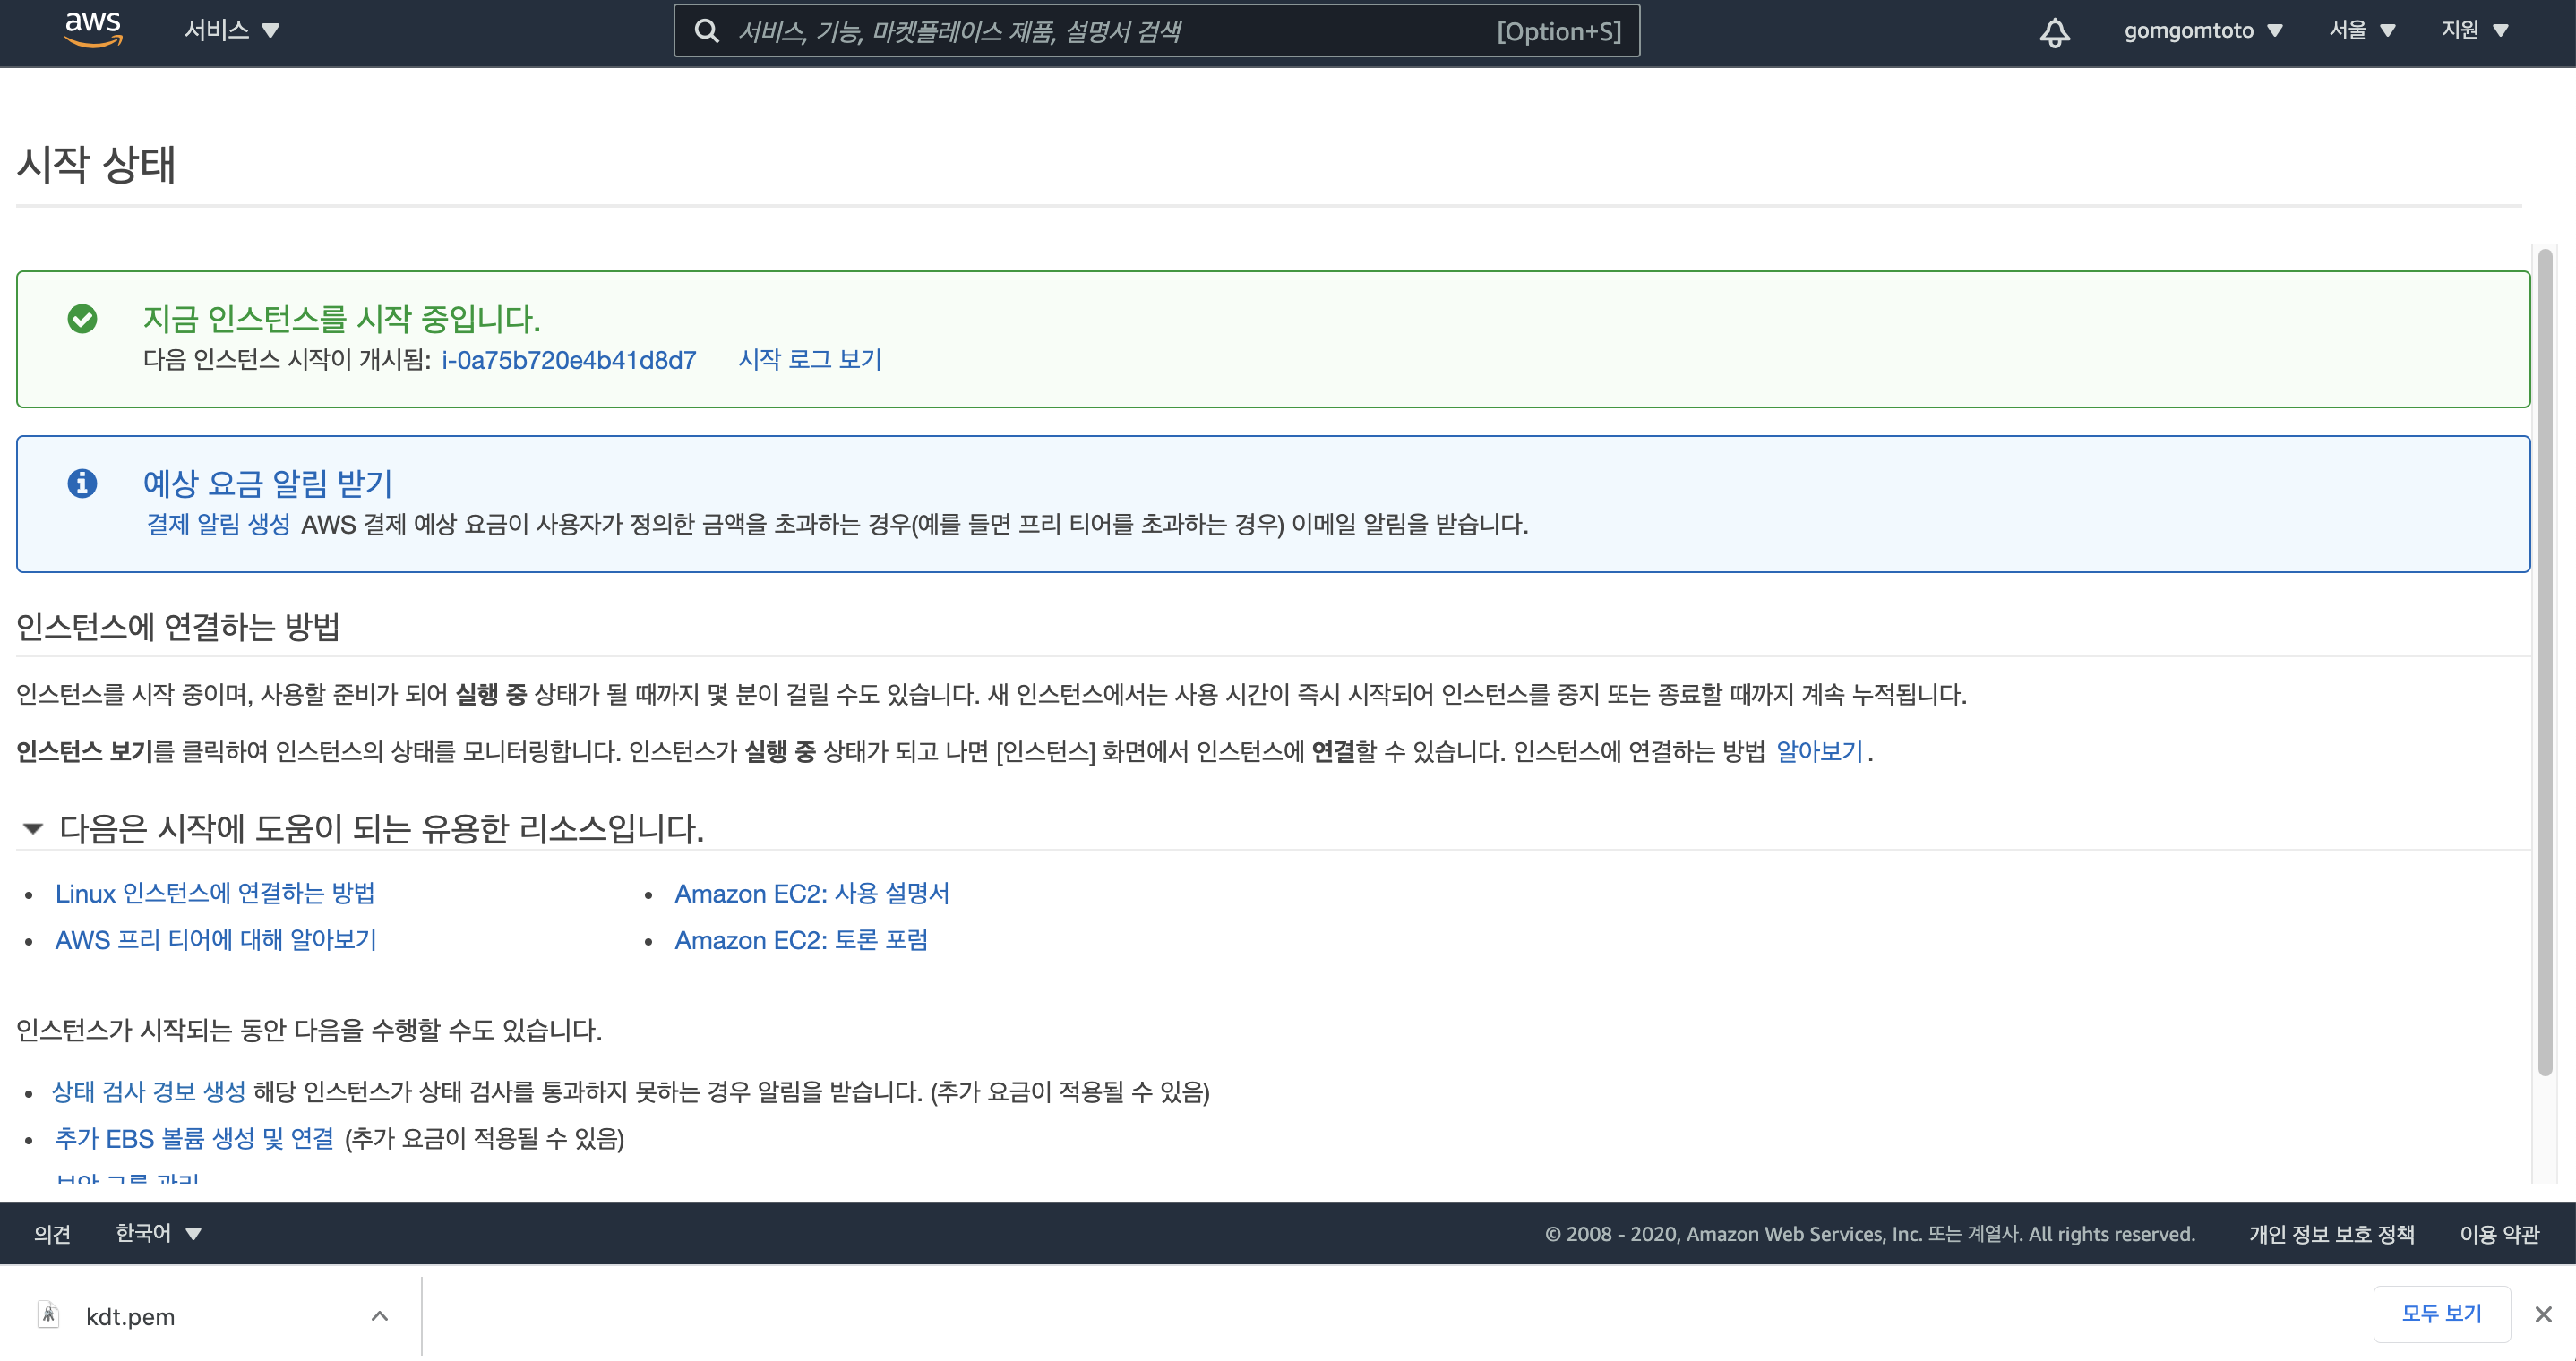 aws 서비스 서비스, 기능, 마켓플레이스 제품, 설명서 검색 [Option+S] gomgomtoto 서울 지원
시작 상태
지금 인스턴스를 시작 중입니다.
다음 인스턴스 시작이 개시됨: i-0a75b720e4b41d8d7 시작 로그 보기
예상 요금 알림 받기
결제 알림 생성 AWS 결제 예상 요금이 사용자가 정의한 금액을 초과하는 경우(예를 들면 프리 티어를 초과하는 경우) 이메일 알림을 받습니다.
인스턴스에 연결하는 방법
인스턴스를 시작 중이며, 사용할 준비가 되어 실행 중 상태가 될 때까지 몇 분이 걸릴 수도 있습니다. 새 인스턴스에서는 사용 시간이 즉시 시작되어 인스턴스를 중지 또는 종료할 때까지 계속 누적됩니다.
인스턴스 보기를 클릭하여 인스턴스의 상태를 모니터링합니다. 인스턴스가 실행 중 상태가 되고 나면 [인스턴스] 화면에서 인스턴스에 연결할 수 있습니다. 인스턴스에 연결하는 방법 알아보기.
다음은 시작에 도움이 되는 유용한 리소스입니다.
• Linux 인스턴스에 연결하는 방법 • Amazon EC2: 사용 설명서
• AWS 프리 티어에 대해 알아보기 • Amazon EC2: 토론 포럼
인스턴스가 시작되는 동안 다음을 수행할 수도 있습니다.
• 상태 검사 경보 생성 해당 인스턴스가 상태 검사를 통과하지 못하는 경우 알림을 받습니다. (추가 요금이 적용될 수 있음)
• 추가 EBS 볼륨 생성 및 연결 (추가 요금이 적용될 수 있음)
보안 그룹 관리
의견 한국어 © 2008 - 2020, Amazon Web Services, Inc. 또는 계열사. All rights reserved. 개인 정보 보호 정책 이용 약관
kdt.pem 모두 보기